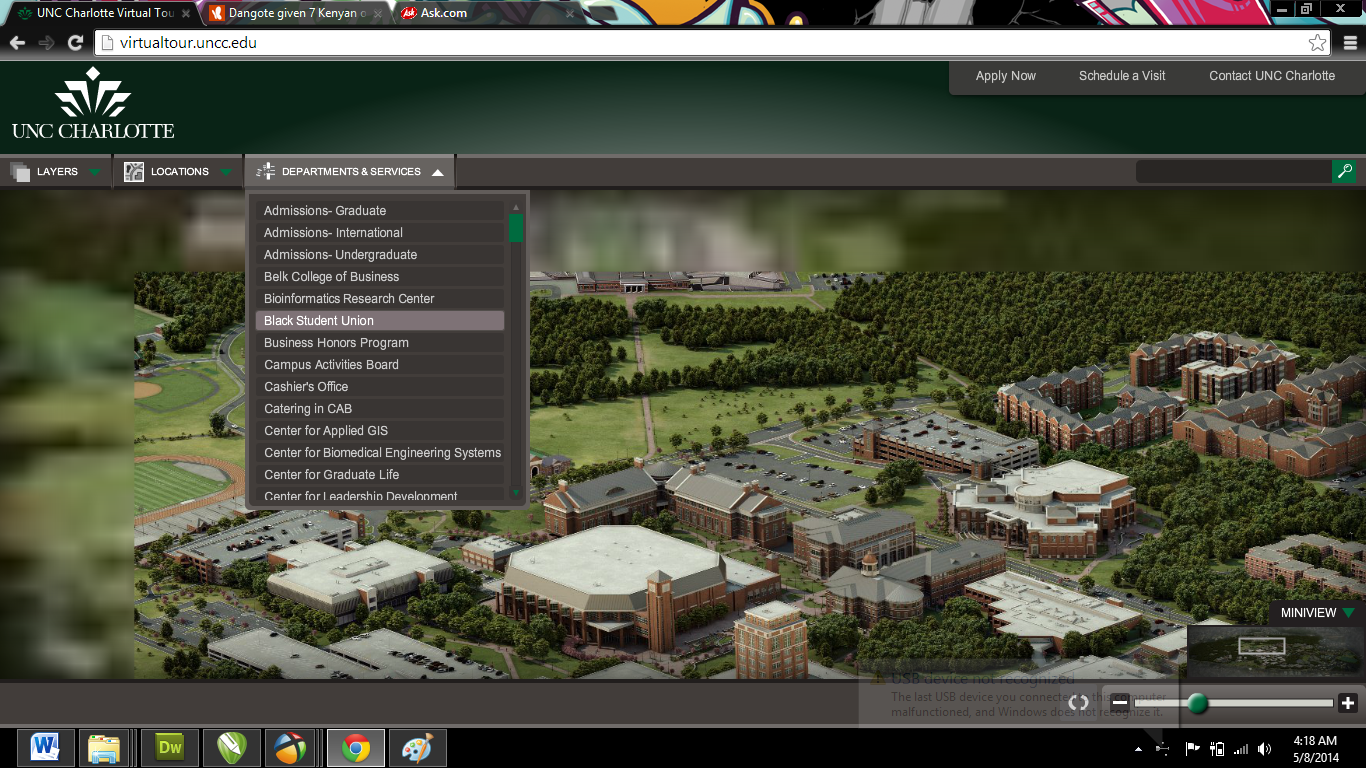 UNC Charlotte Virtual Tou
Dangote given 7 Kenyan o
Ask.com
virtualtour.uncc.edu
Apply Now
Schedule a Visit
Contact UNC Charlotte
UNC CHARLOTTE
LAYERS
LOCATIONS
DEPARTMENTS & SERVICES
Admissions- Graduate
Admissions- International
Admissions- Undergraduate
Belk College of Business
Bioinformatics Research Center
Black Student Union
Business Honors Program
Campus Activities Board
Cashier's Office
Catering in CAB
Center for Applied GIS
Center for Biomedical Engineering Systems
Center for Graduate Life
Center for Leadership Development
MINIVIEW
USB device not recognized
The last USB device you connected to this computer
malfunctioned, and Windows does not recognize it.
Dw
4:18 AM
5/8/2014